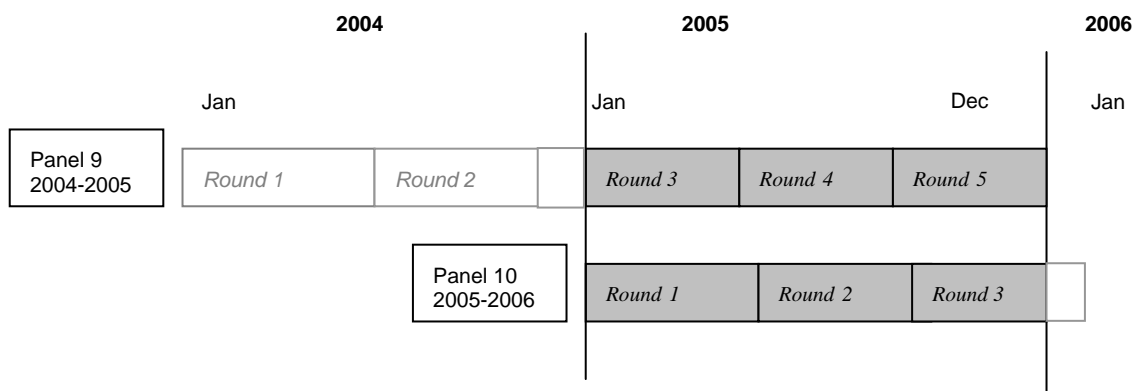 2004 2005 2006
Jan Jan Dec Jan
Panel 9
2004-2005
Round 1 Round 2 Round 3 Round 4 Round 5
Panel 10
2005-2006
Round 1 Round 2 Round 3